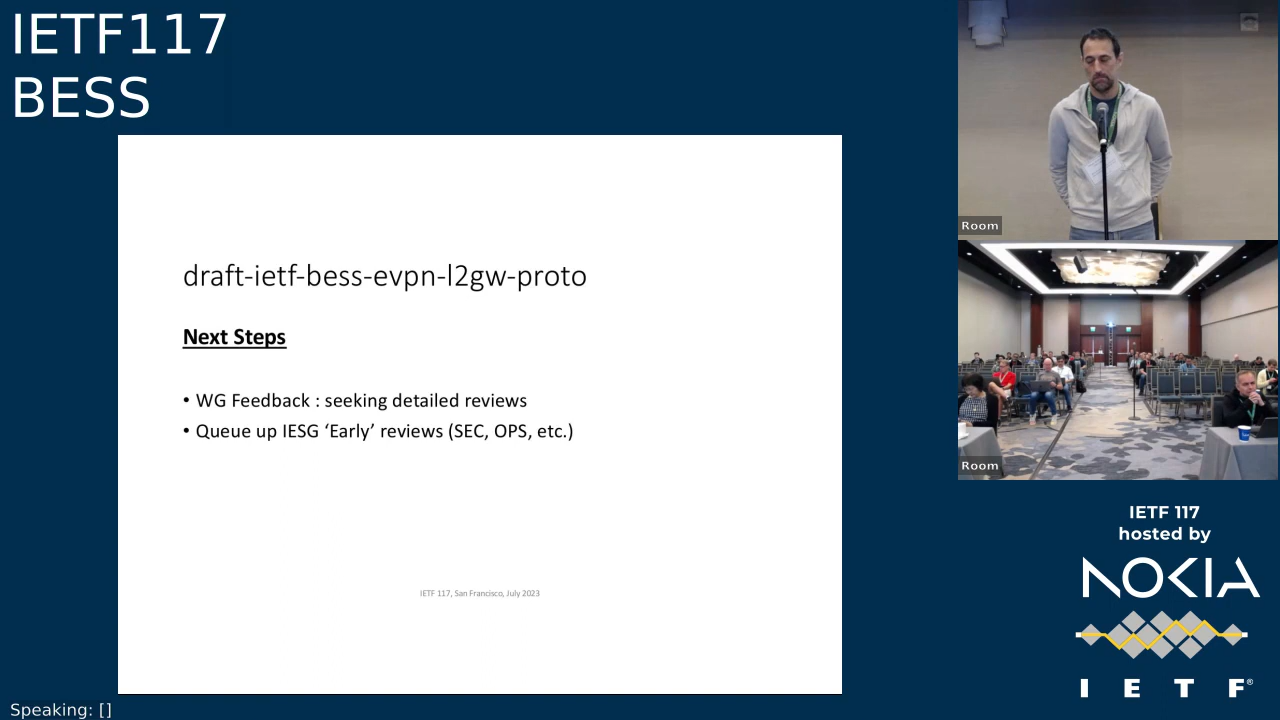 IETF117
BESS
draft-ietf-bess-evpn-l2gw-proto
Next Steps
• WG Feedback : seeking detailed reviews
• Queue up IESG ‘Early’ reviews (SEC, OPS, etc.)
IETF 117, San Francisco, July 2023
Room
Room
IETF 117
hosted by
NOKIA
I E T F®
Speaking: []